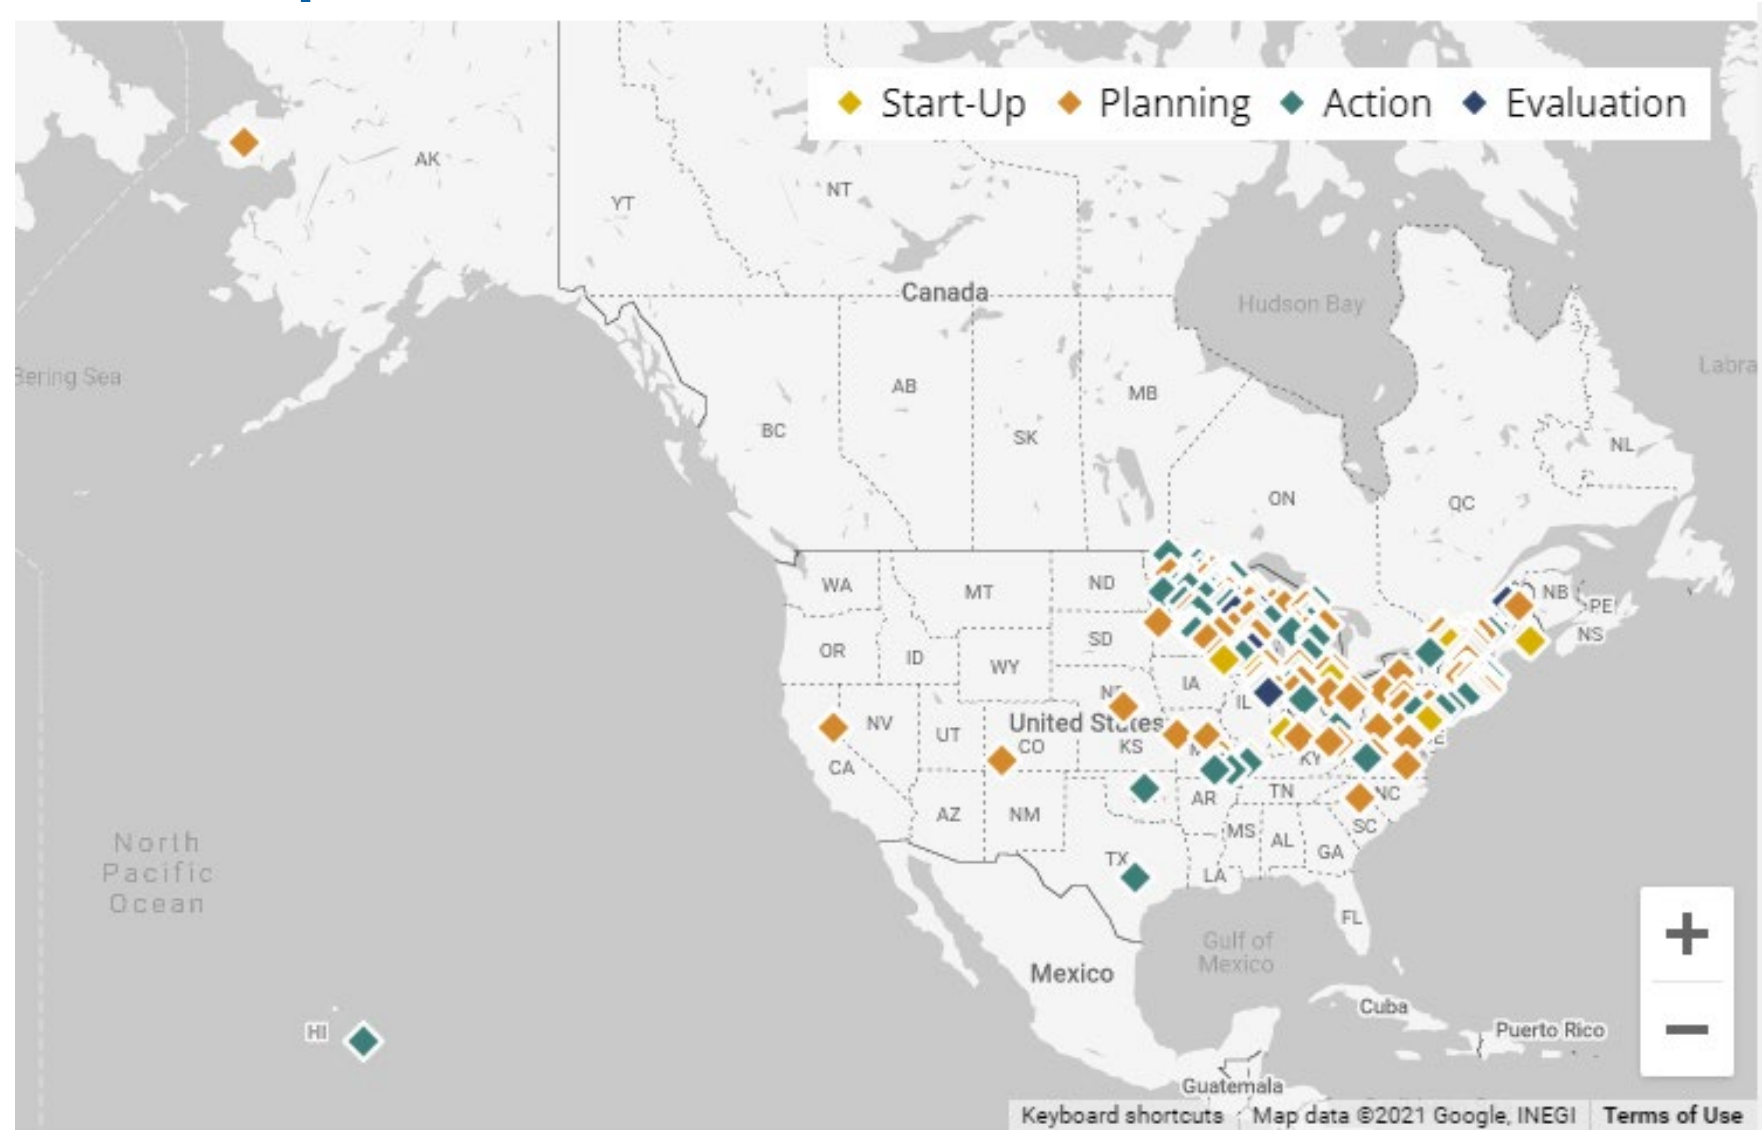 Start-Up Planning Action Evaluation
AK
YT
NT
Canada
Hudson Bay
Bering Sea
Labra
AB
MB
BC
SK
NL
ON
QC
WA
MT
ND
NB
PE
OR
ID
SD
NS
WY
IA
IL
NV
United States
UT
CO
KS
CA
KY
AZ
NM
AR
TN
NC
MS
AL
SC
GA
TX
LA
North
Pacific
Ocean
FL
Gulf of
Mexico
Mexico
Cuba
HI
Puerto Rico
Guatemala
Keyboard shortcuts Map data ©2021 Google, INEGI Terms of Use